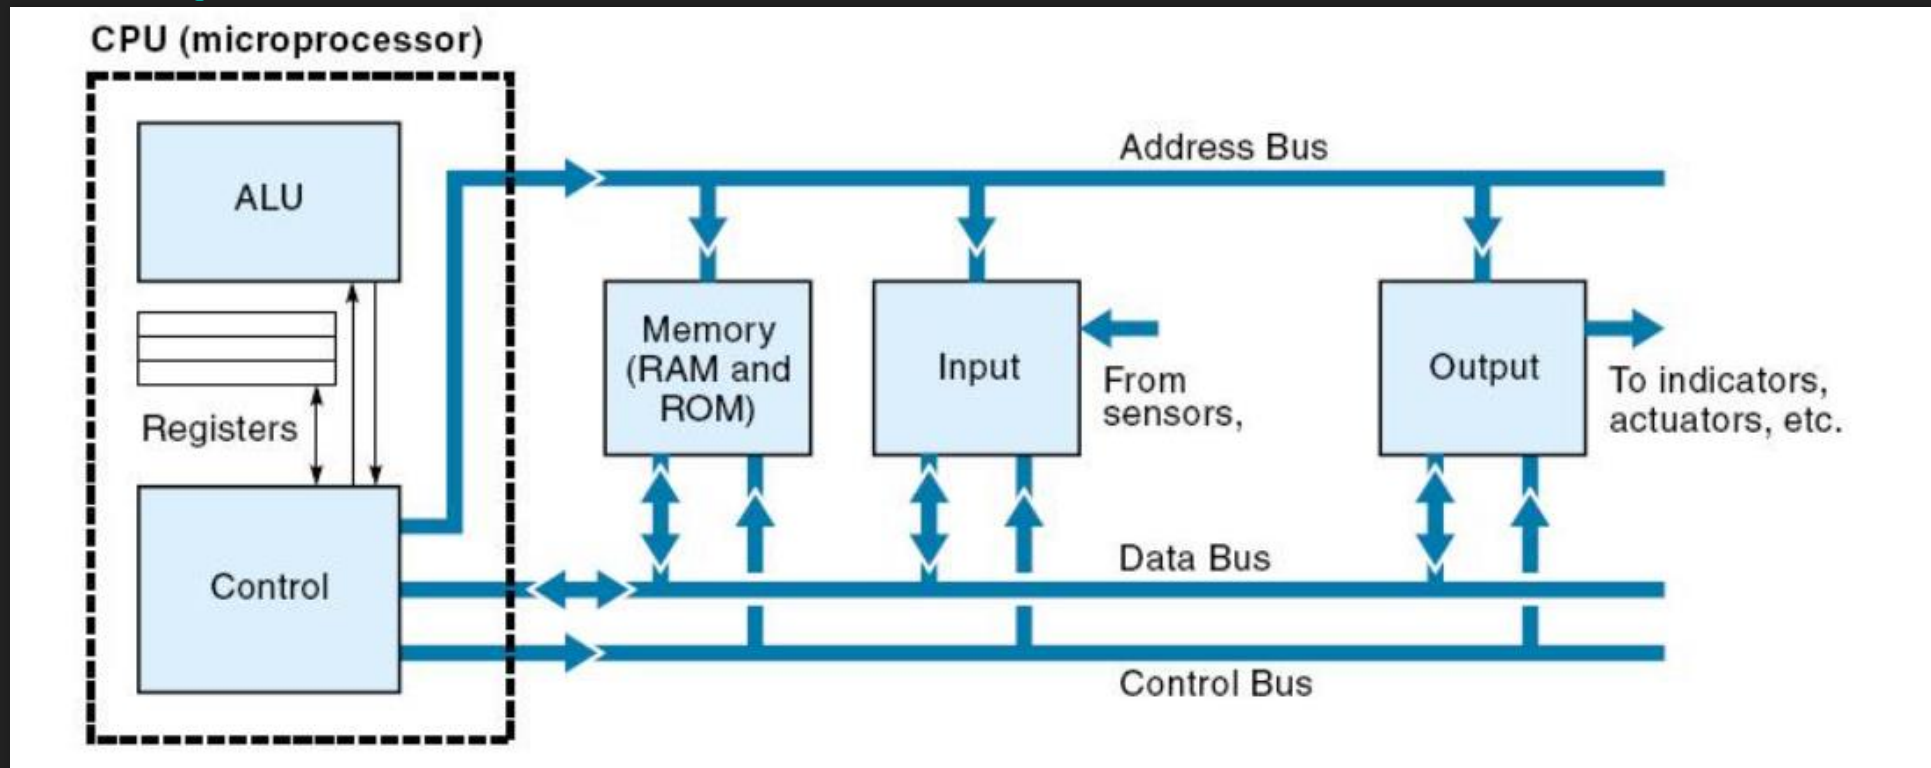 CPU (microprocessor)
ALU
Registers
Control
Address Bus
Memory
(RAM and
ROM)
Input
From
sensors,
Output
To indicators,
actuators, etc.
Data Bus
Control Bus